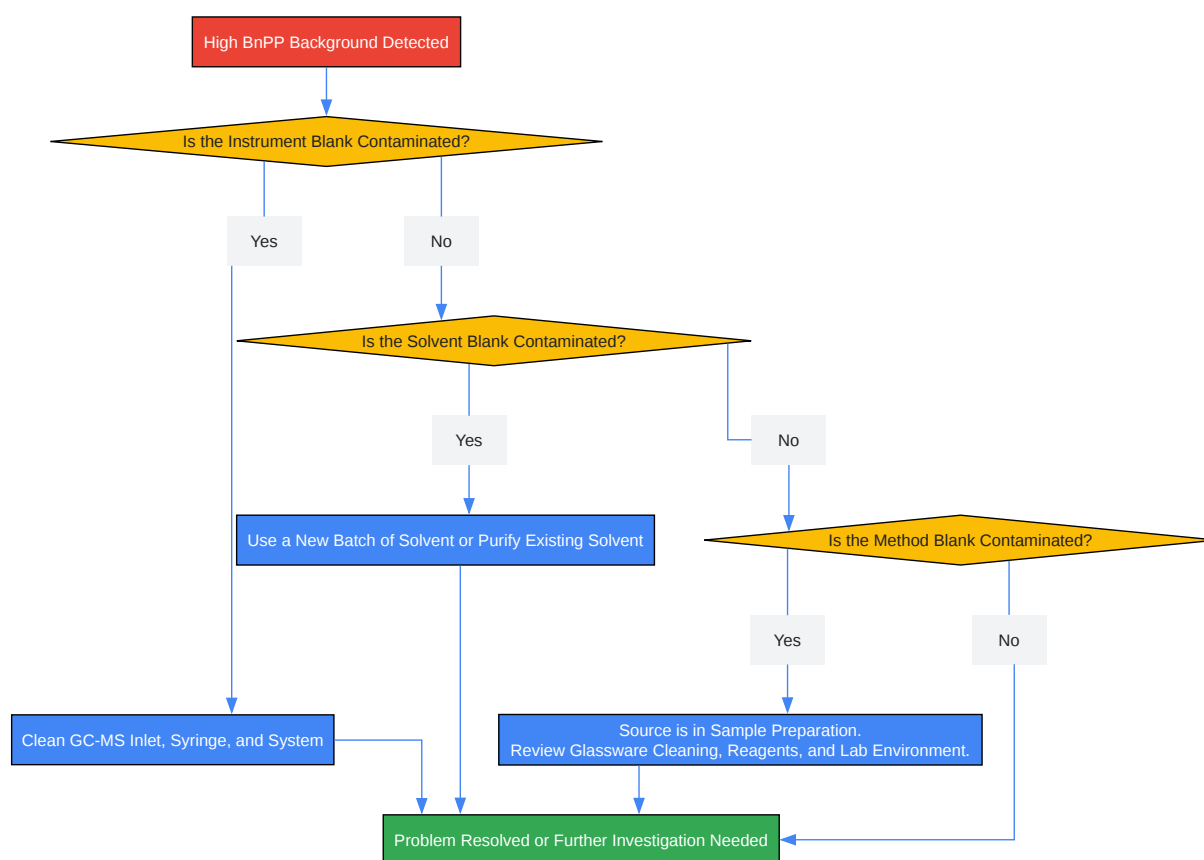 High BnPP Background Detected
Is the Instrument Blank Contaminated?
Yes
No
Is the Solvent Blank Contaminated?
Yes
No
Use a New Batch of Solvent or Purify Existing Solvent
Is the Method Blank Contaminated?
Yes
No
Clean GC-MS Inlet, Syringe, and System
Source is in Sample Preparation.
Review Glassware Cleaning, Reagents, and Lab Environment.
Problem Resolved or Further Investigation Needed